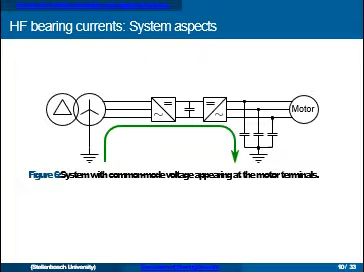 HF bearing currents: System aspects
Motor
Figure 6: System with common-mode voltage appearing at the motor terminals.
(Stellenbosch University)
10 / 33